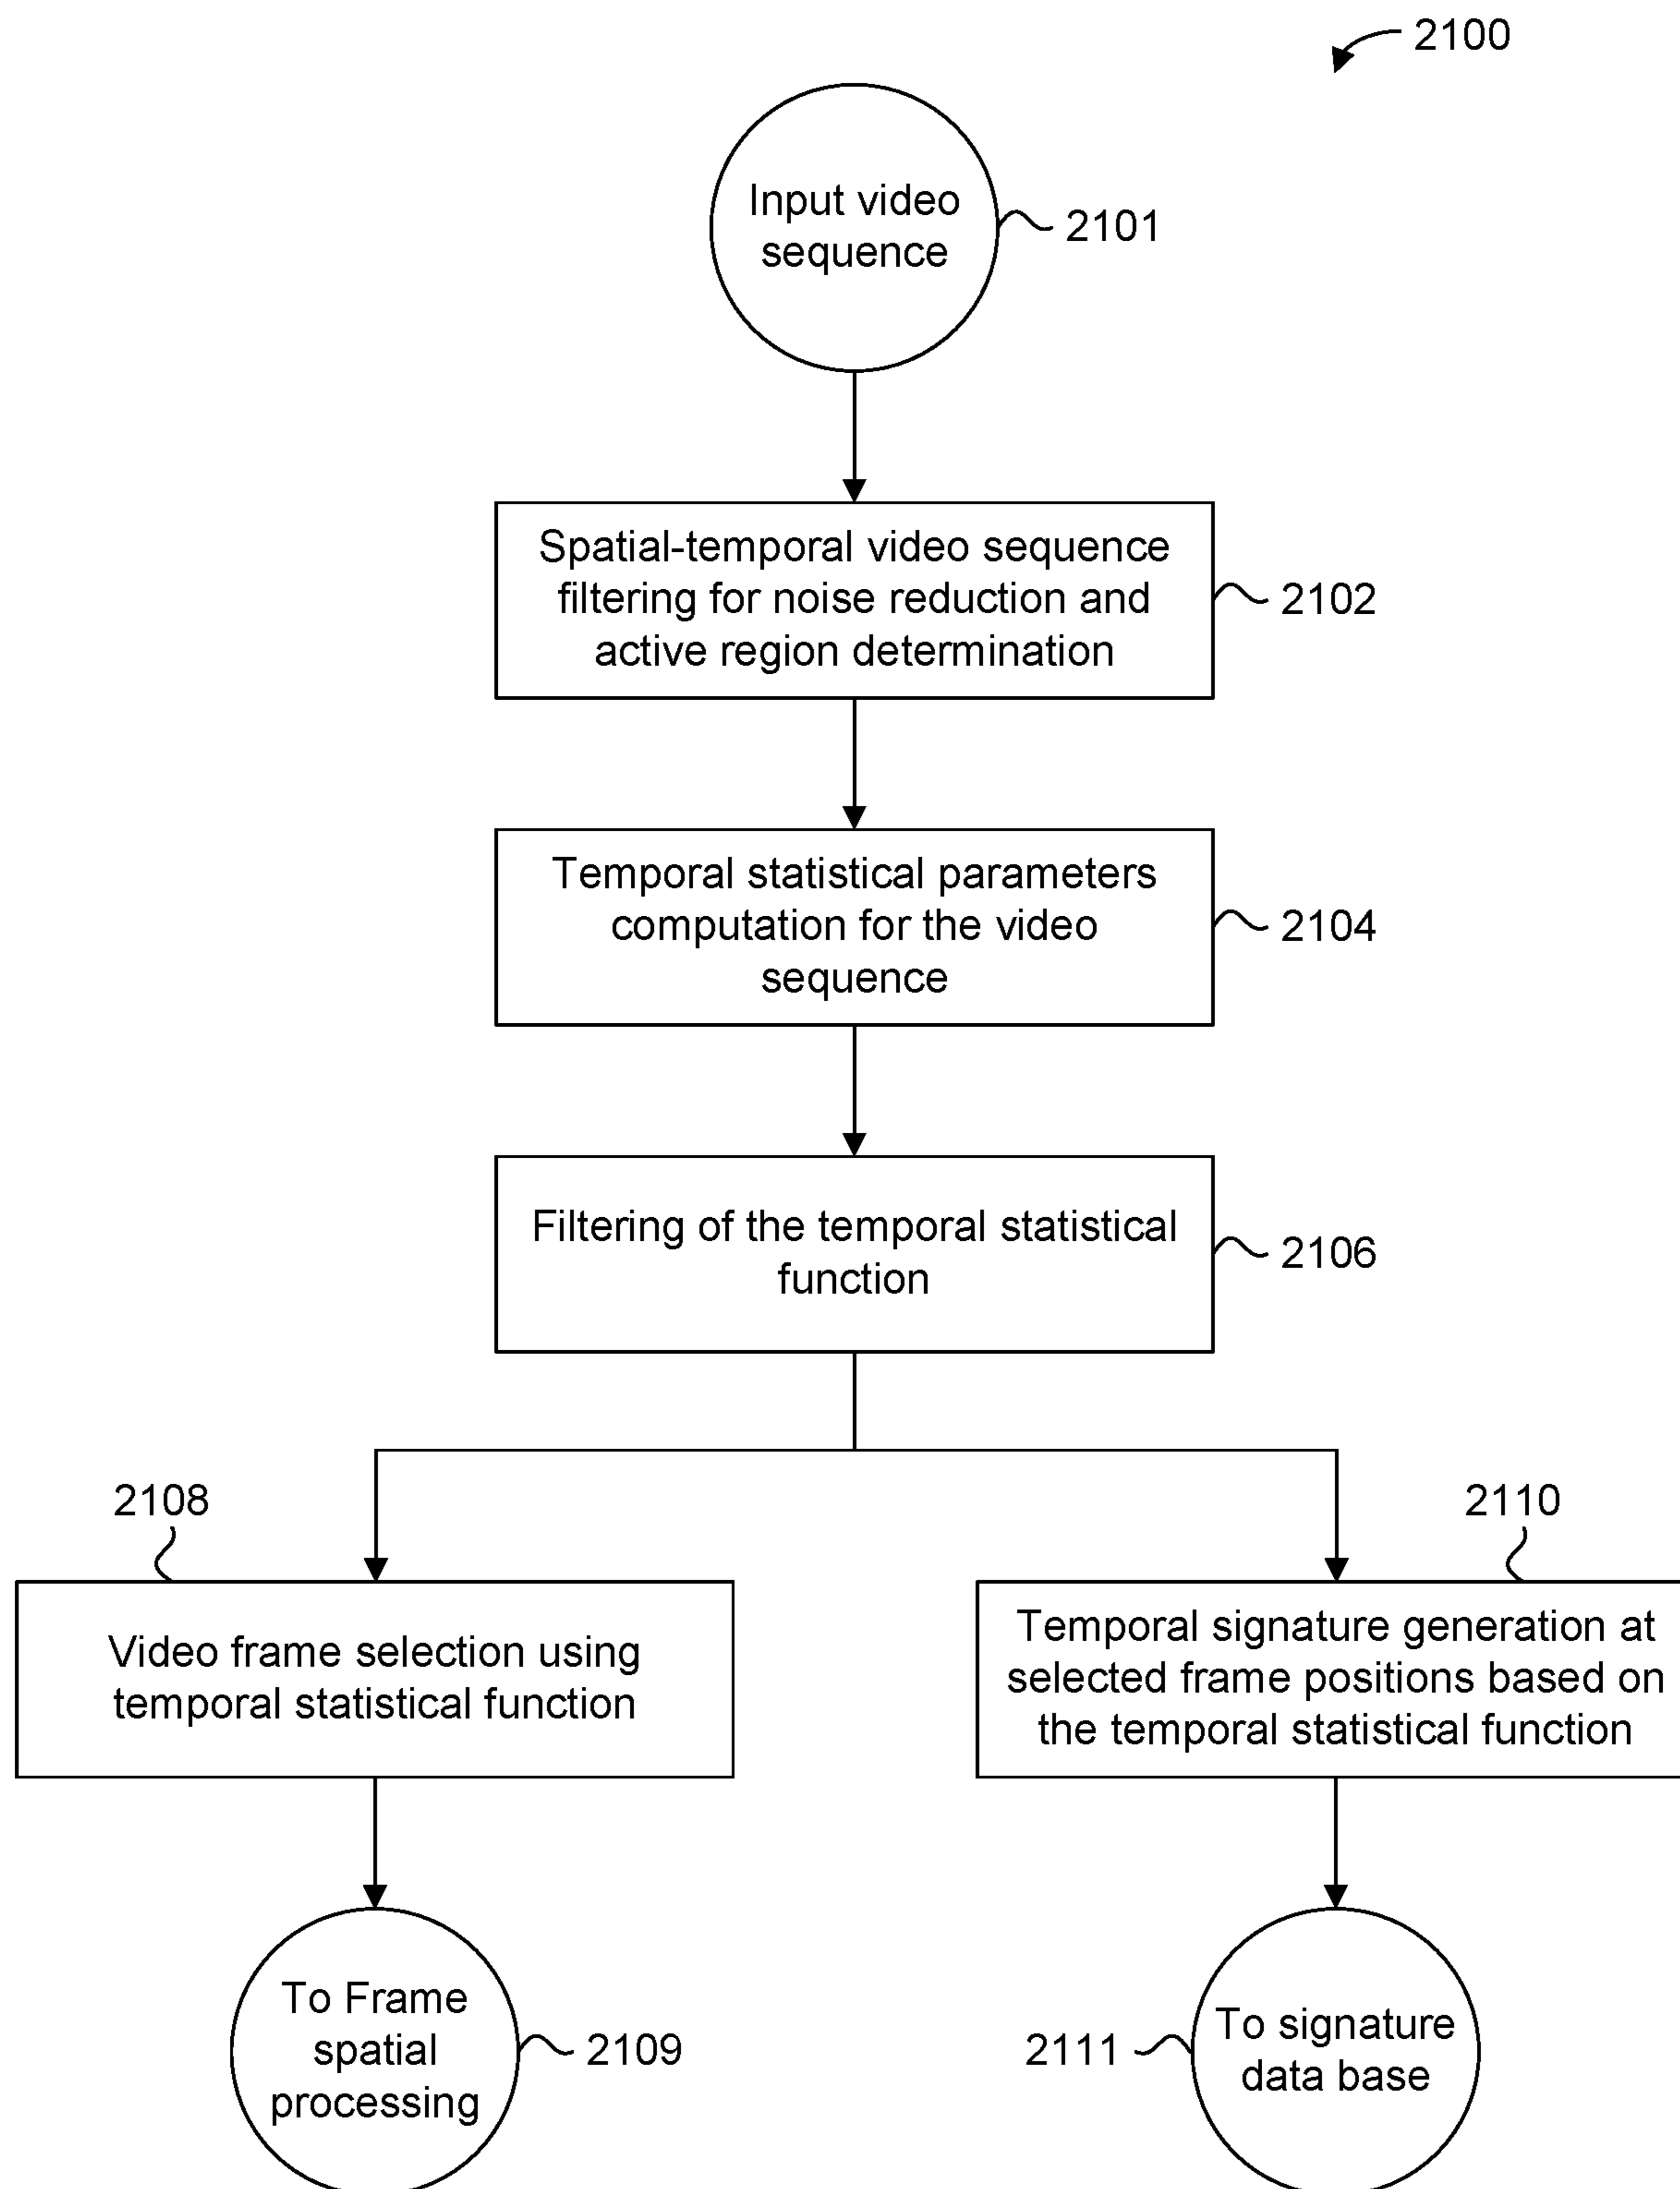 2100
Input video
sequence
2101
Spatial-temporal video sequence
filtering for noise reduction and
active region determination
2102
Temporal statistical parameters
computation for the video
sequence
2104
Filtering of the temporal statistical
function
2106
2108
2110
Video frame selection using
temporal statistical function
Temporal signature generation at
selected frame positions based on
the temporal statistical function
To Frame
spatial
processing
2109
2111
To signature
data base